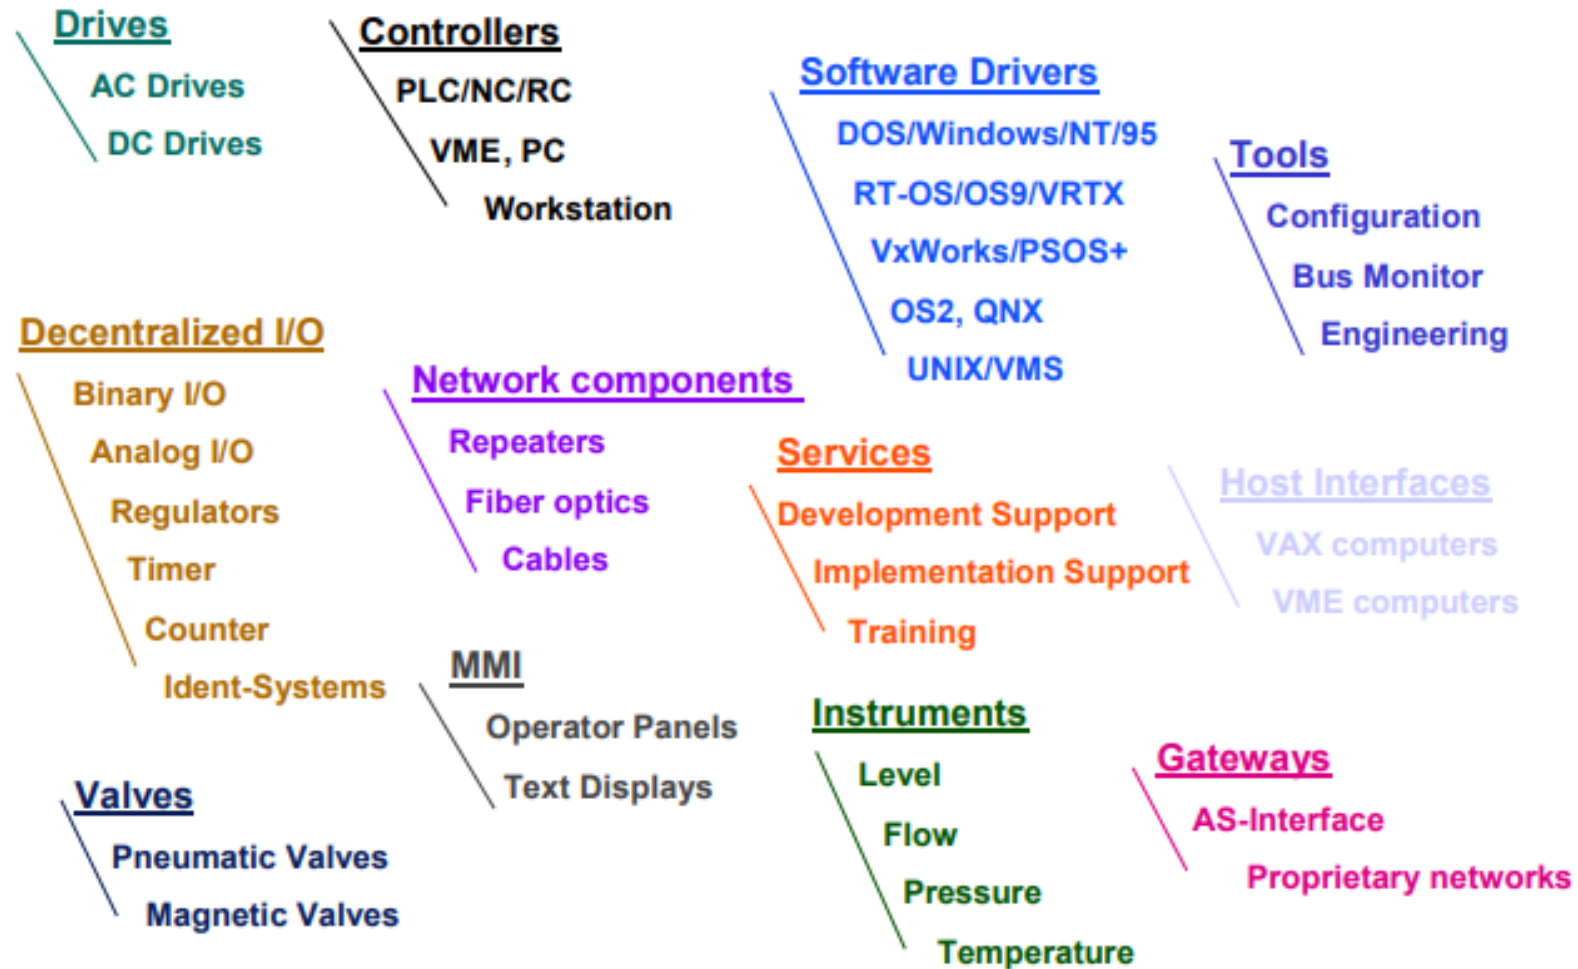 Drives
AC Drives
DC Drives
Controllers
PLC/NC/RC
VME, PC
Workstation
Software Drivers
DOS/Windows/NT/95
RT-OS/OS9/VRTX
VxWorks/PSOS+
OS2, QNX
UNIX/VMS
Tools
Configuration
Bus Monitor
Engineering
Decentralized I/O
Binary I/O
Analog I/O
Regulators
Timer
Counter
Ident-Systems
Network components
Repeaters
Fiber optics
Cables
Services
Development Support
Implementation Support
Training
Host Interfaces
VAX computers
VME computers
MMI
Operator Panels
Text Displays
Instruments
Level
Flow
Pressure
Temperature
Gateways
AS-Interface
Proprietary networks
Valves
Pneumatic Valves
Magnetic Valves